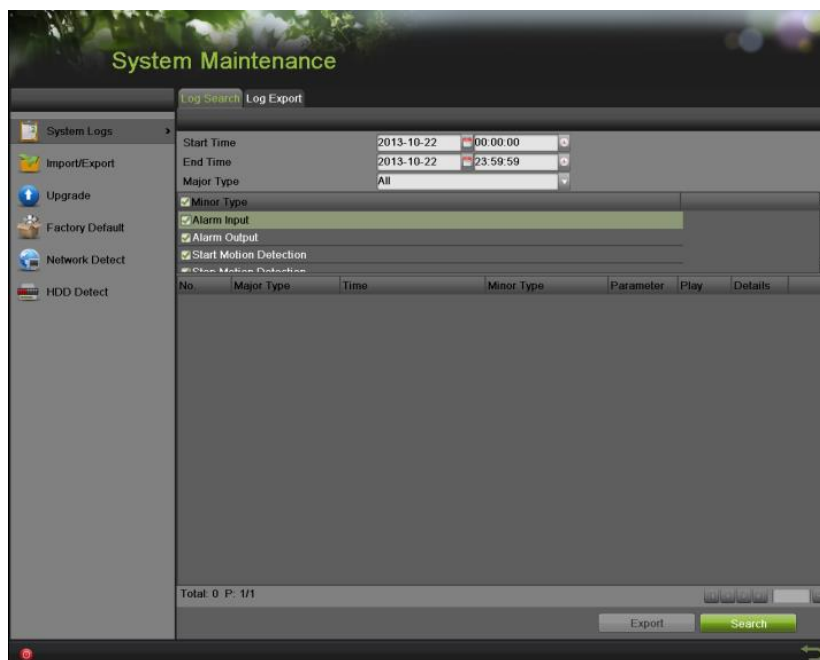 System Maintenance
Log Search Log Export
System Logs
Import/Export
Upgrade
Factory Default
Network Detect
HDD Detect
Start Time 2013-10-22 00:00:00
End Time 2013-10-22 23:59:59
Major Type All
Minor Type
Alarm Input
Alarm Output
Start Motion Detection
Stop Motion Detection
No. Major Type Time Minor Type Parameter Play Details
Total: 0 P: 1/1
Export Search